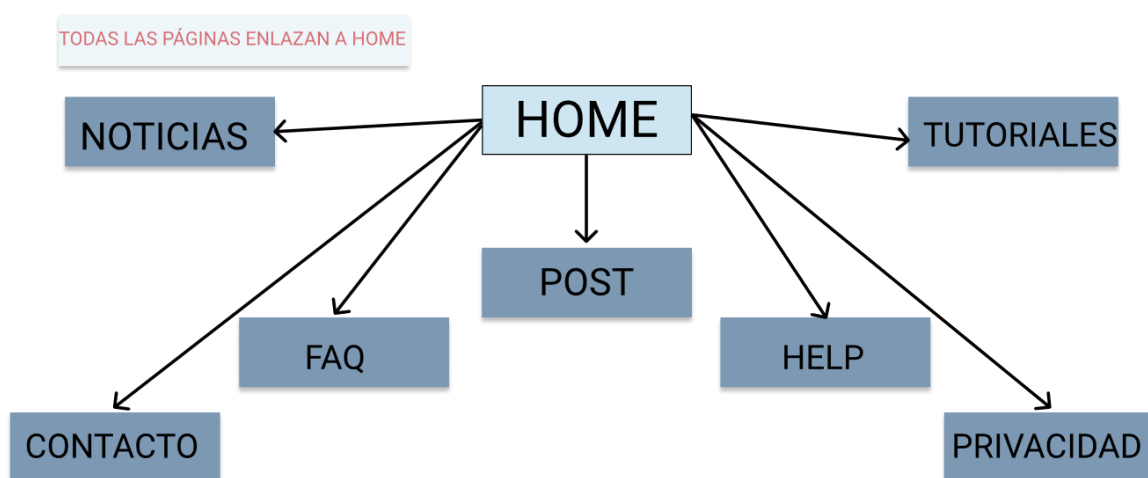 TODAS LAS PÁGINAS ENLAZAN A HOME
HOME
NOTICIAS
TUTORIALES
POST
FAQ
HELP
CONTACTO
PRIVACIDAD